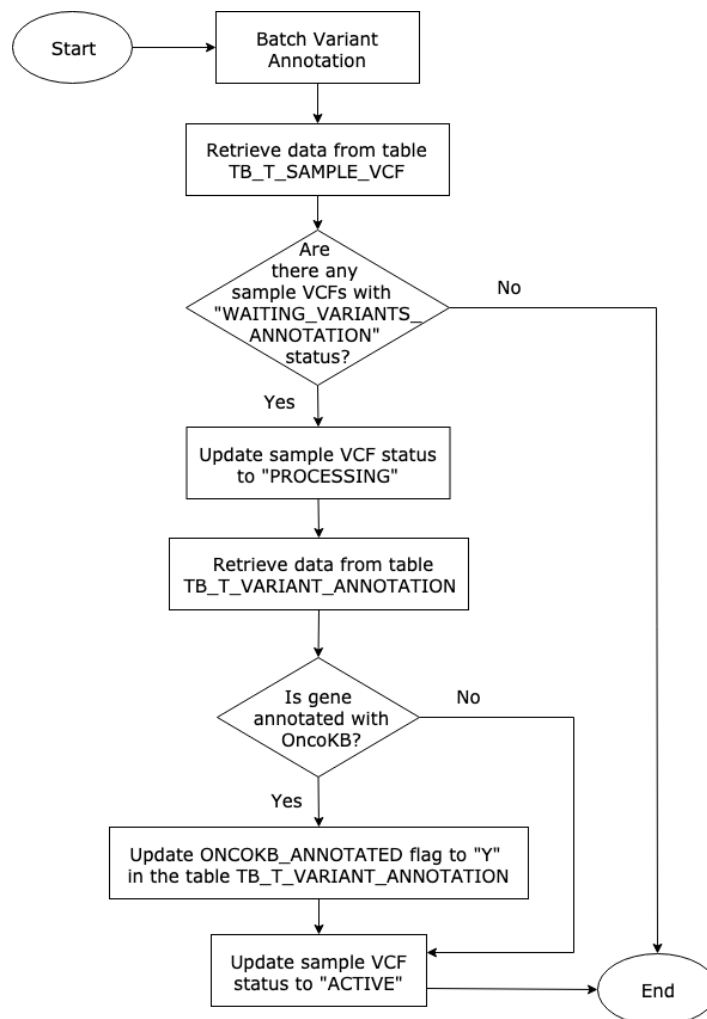 Start
Batch Variant
Annotation
Retrieve data from table
TB_T_SAMPLE_VCF
Are
there any
sample VCFs with
"WAITING_VARIANTS_
ANNOTATION"
status?
No
Yes
Update sample VCF status
to "PROCESSING"
Retrieve data from table
TB_T_VARIANT_ANNOTATION
Is gene
annotated with
OncoKB?
No
Yes
Update ONCOKB_ANNOTATED flag to "Y"
in the table TB_T_VARIANT_ANNOTATION
Update sample VCF
status to "ACTIVE"
End